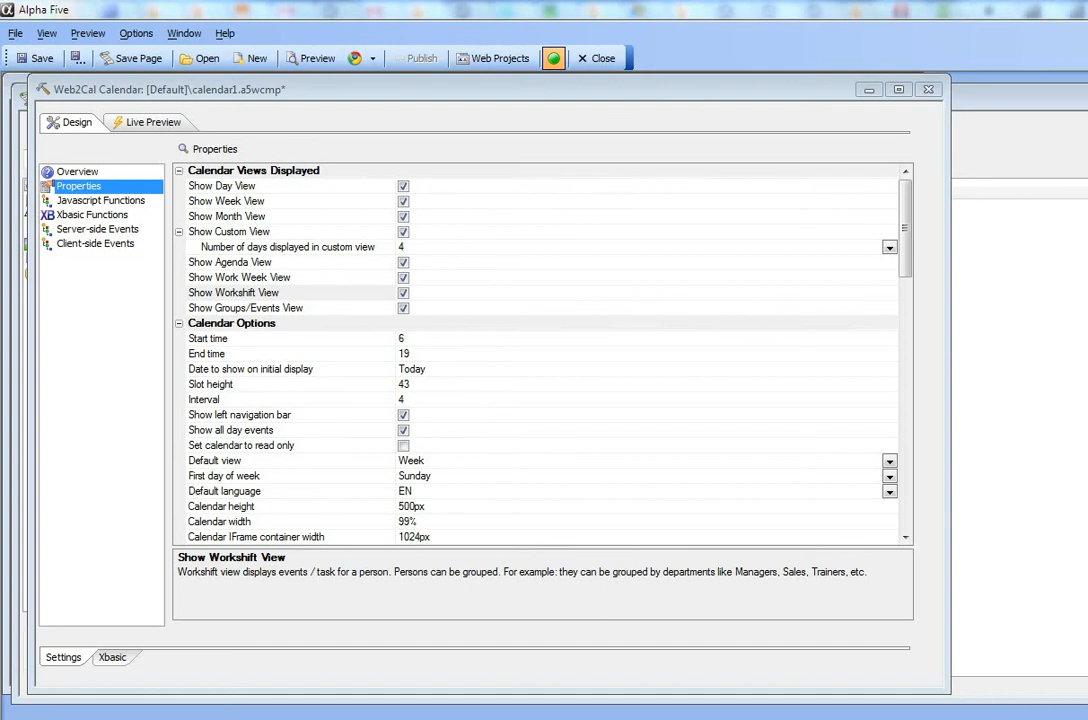 Alpha Five
File View Preview Options Window Help
Save Save Page Open New Preview Publish Web Projects Close
Web2Cal Calendar: [Default]\calendar1.a5wcmp*
Design Live Preview
Properties
Overview
Properties
Javascript Functions
XB Xbasic Functions
Server-side Events
Client-side Events
Calendar Views Displayed
Show Day View
Show Week View
Show Month View
Show Custom View
Number of days displayed in custom view 4
Show Agenda View
Show Work Week View
Show Workshift View
Show Groups/Events View
Calendar Options
Start time 6
End time 19
Date to show on initial display Today
Slot height 43
Interval 4
Show left navigation bar
Show all day events
Set calendar to read only
Default view Week
First day of week Sunday
Default language EN
Calendar height 500px
Calendar width 99%
Calendar IFrame container width 1024px
Show Workshift View
Workshift view displays events / task for a person. Persons can be grouped. For example: they can be grouped by departments like Managers, Sales, Trainers, etc.
Settings Xbasic